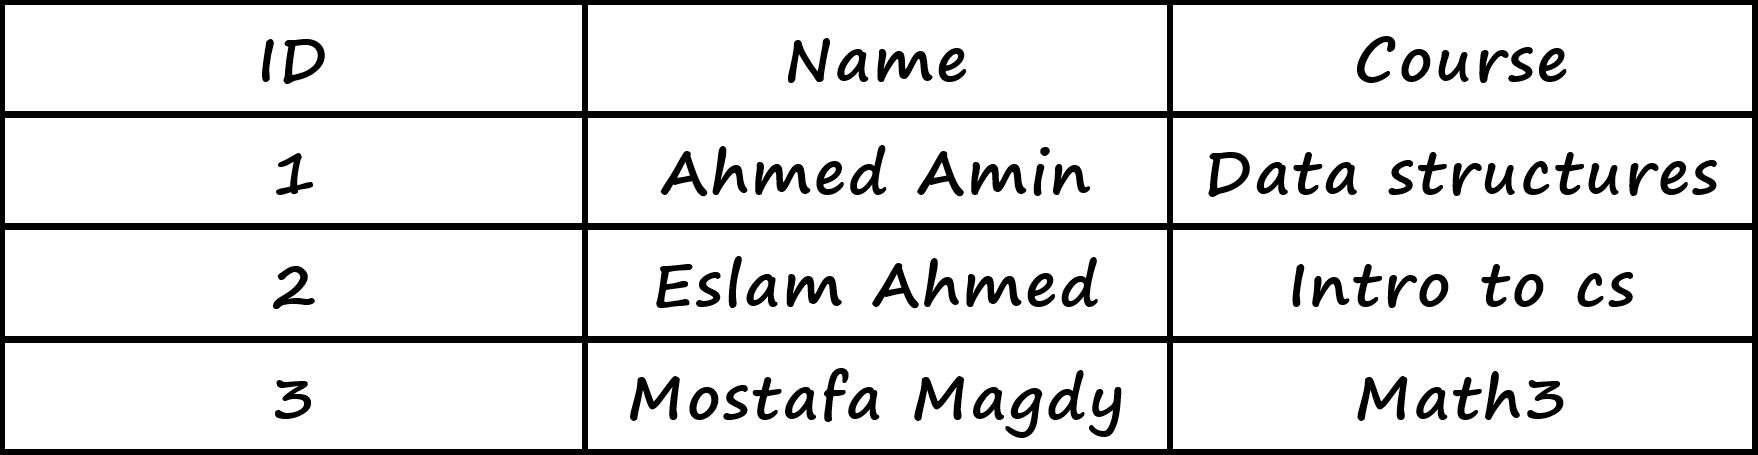 ID Name Course
1 Ahmed Amin Data structures
2 Eslam Ahmed Intro to cs
3 Mostafa Magdy Math3